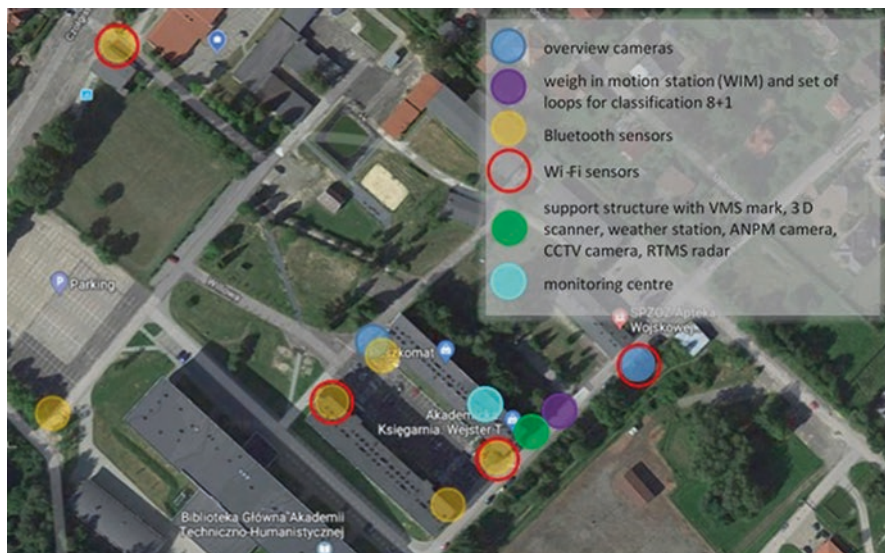 overview cameras
weigh in motion station (WIM) and set of
loops for classification 8+1
Bluetooth sensors
Wi-Fi sensors
support structure with VMS mark, 3 D
scanner, weather station, ANPM camera,
CCTV camera, RTMS radar
monitoring centre
Parking
SPZOZ Apteka
Wojskowej
Akademicka
Księgarnia. Wejster T.
Biblioteka Główna Akademii
Techniczno-Humanistycznej